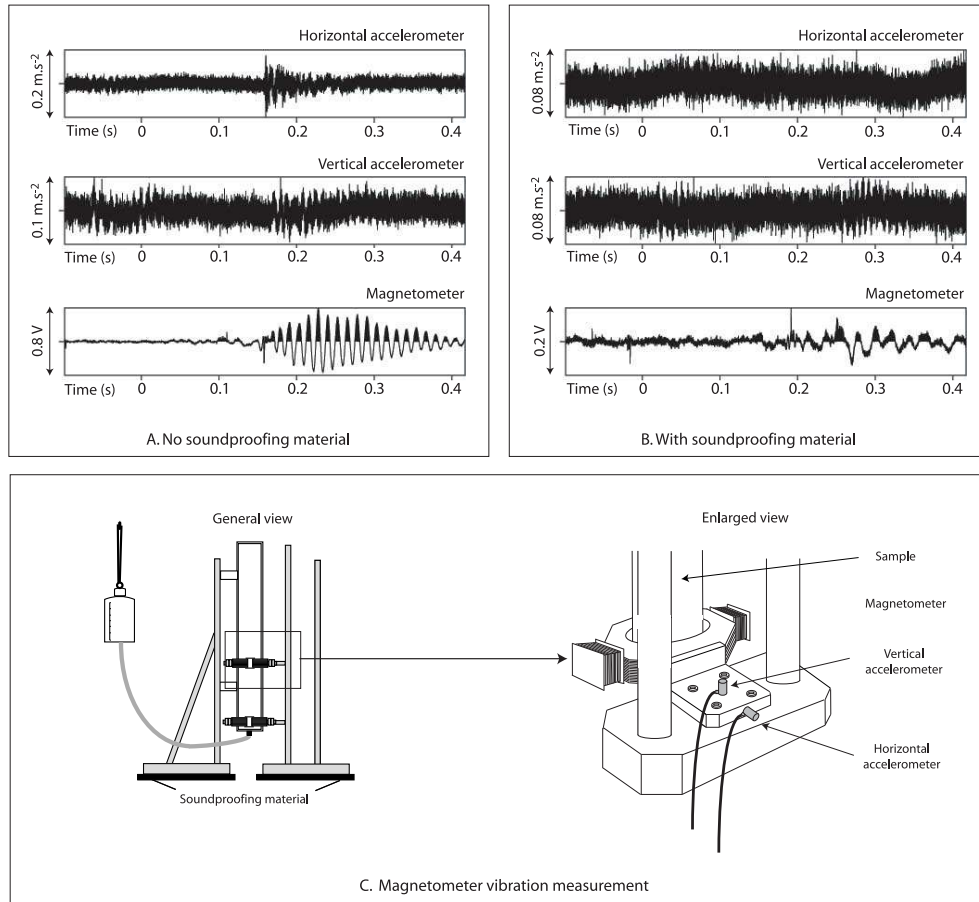 Horizontal accelerometer
0.2 m.s-2
Time (s) 0 0.1 0.2 0.3 0.4
Vertical accelerometer
0.1 m.s-2
Time (s) 0 0.1 0.2 0.3 0.4
Magnetometer
0.8 V
Time (s) 0 0.1 0.2 0.3 0.4
A. No soundproofing material
Horizontal accelerometer
0.08 m.s-2
Time (s) 0 0.1 0.2 0.3 0.4
Vertical accelerometer
0.08 m.s-2
Time (s) 0 0.1 0.2 0.3 0.4
Magnetometer
0.2 V
Time (s) 0 0.1 0.2 0.3 0.4
B. With soundproofing material
General view
Soundproofing material
Enlarged view
Sample
Magnetometer
Vertical
accelerometer
Horizontal
accelerometer
C. Magnetometer vibration measurement